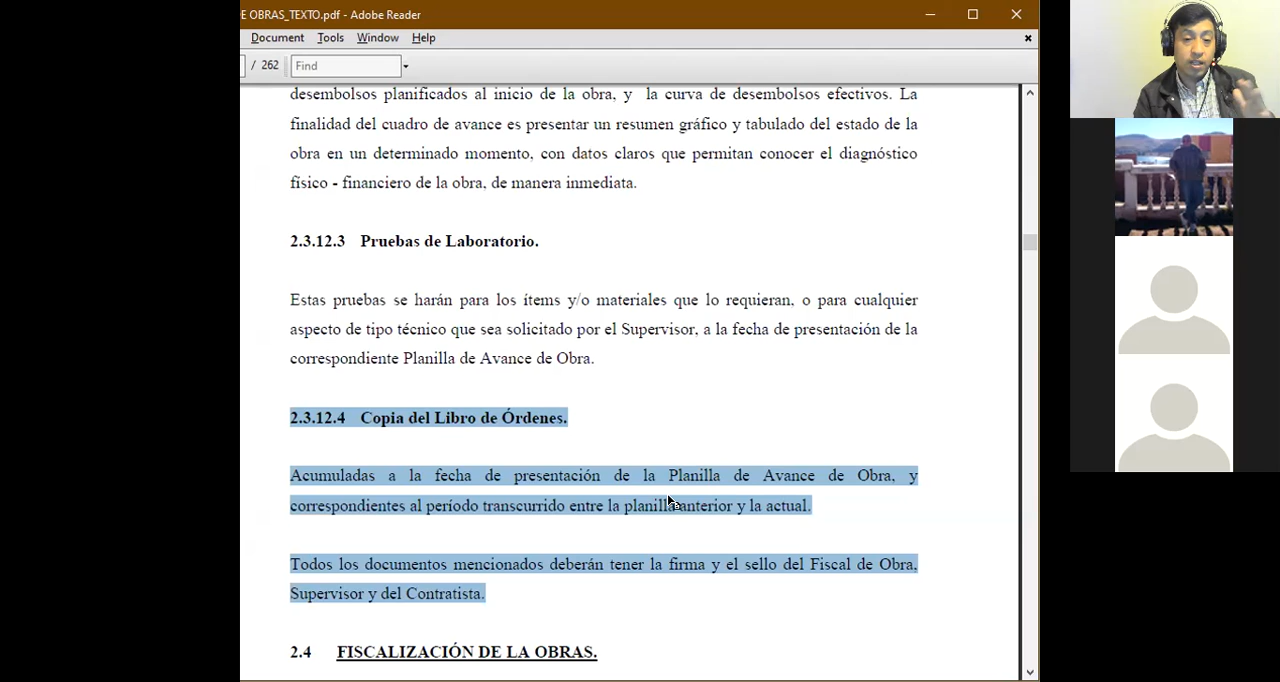 E OBRAS_TEXTO.pdf - Adobe Reader
Document Tools Window Help
/ 262 Find
desembolsos planificados al inicio de la obra, y la curva de desembolsos efectivos. La
finalidad del cuadro de avance es presentar un resumen gráfico y tabulado del estado de la
obra en un determinado momento, con datos claros que permitan conocer el diagnóstico
físico - financiero de la obra, de manera inmediata.
2.3.12.3 Pruebas de Laboratorio.
Estas pruebas se harán para los ítems y/o materiales que lo requieran, o para cualquier
aspecto de tipo técnico que sea solicitado por el Supervisor, a la fecha de presentación de la
correspondiente Planilla de Avance de Obra.
2.3.12.4 Copia del Libro de Órdenes.
Acumuladas a la fecha de presentación de la Planilla de Avance de Obra, y
correspondientes al período transcurrido entre la planilla anterior y la actual.
Todos los documentos mencionados deberán tener la firma y el sello del Fiscal de Obra,
Supervisor y del Contratista.
2.4 FISCALIZACIÓN DE LA OBRAS.